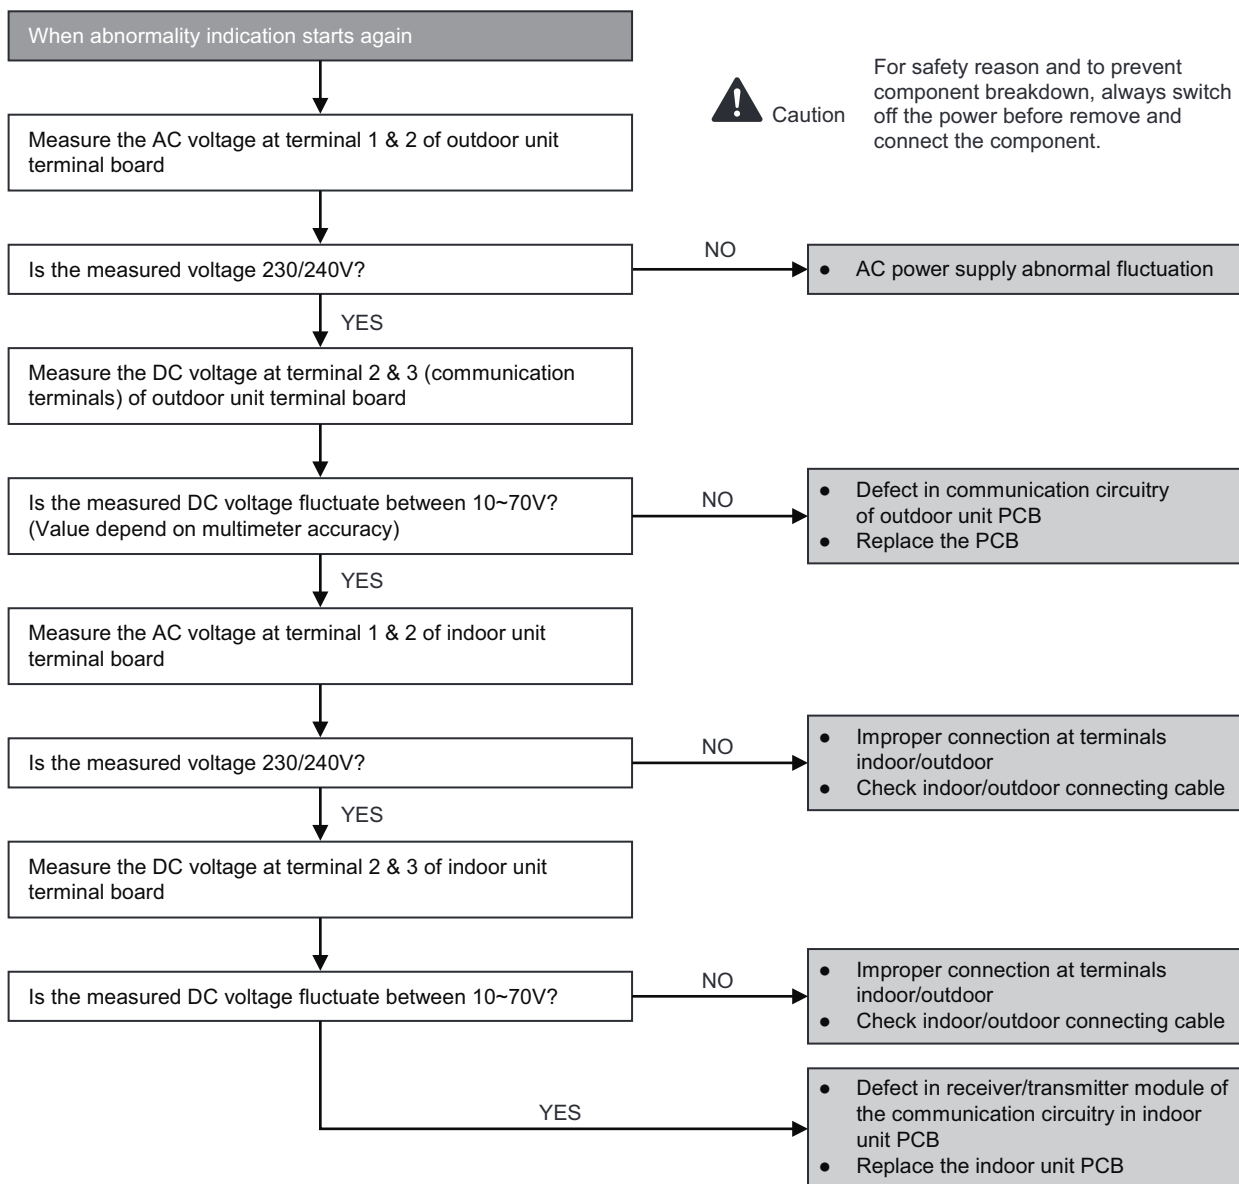 When abnormality indication starts again
Caution
For safety reason and to prevent
component breakdown, always switch
off the power before remove and
connect the component.
Measure the AC voltage at terminal 1 & 2 of outdoor unit
terminal board
Is the measured voltage 230/240V?
NO
● AC power supply abnormal fluctuation
YES
Measure the DC voltage at terminal 2 & 3 (communication
terminals) of outdoor unit terminal board
Is the measured DC voltage fluctuate between 10~70V?
(Value depend on multimeter accuracy)
NO
● Defect in communication circuitry
of outdoor unit PCB
● Replace the PCB
YES
Measure the AC voltage at terminal 1 & 2 of indoor unit
terminal board
Is the measured voltage 230/240V?
NO
● Improper connection at terminals
indoor/outdoor
● Check indoor/outdoor connecting cable
YES
Measure the DC voltage at terminal 2 & 3 of indoor unit
terminal board
Is the measured DC voltage fluctuate between 10~70V?
NO
● Improper connection at terminals
indoor/outdoor
● Check indoor/outdoor connecting cable
YES
● Defect in receiver/transmitter module of
the communication circuitry in indoor
unit PCB
● Replace the indoor unit PCB